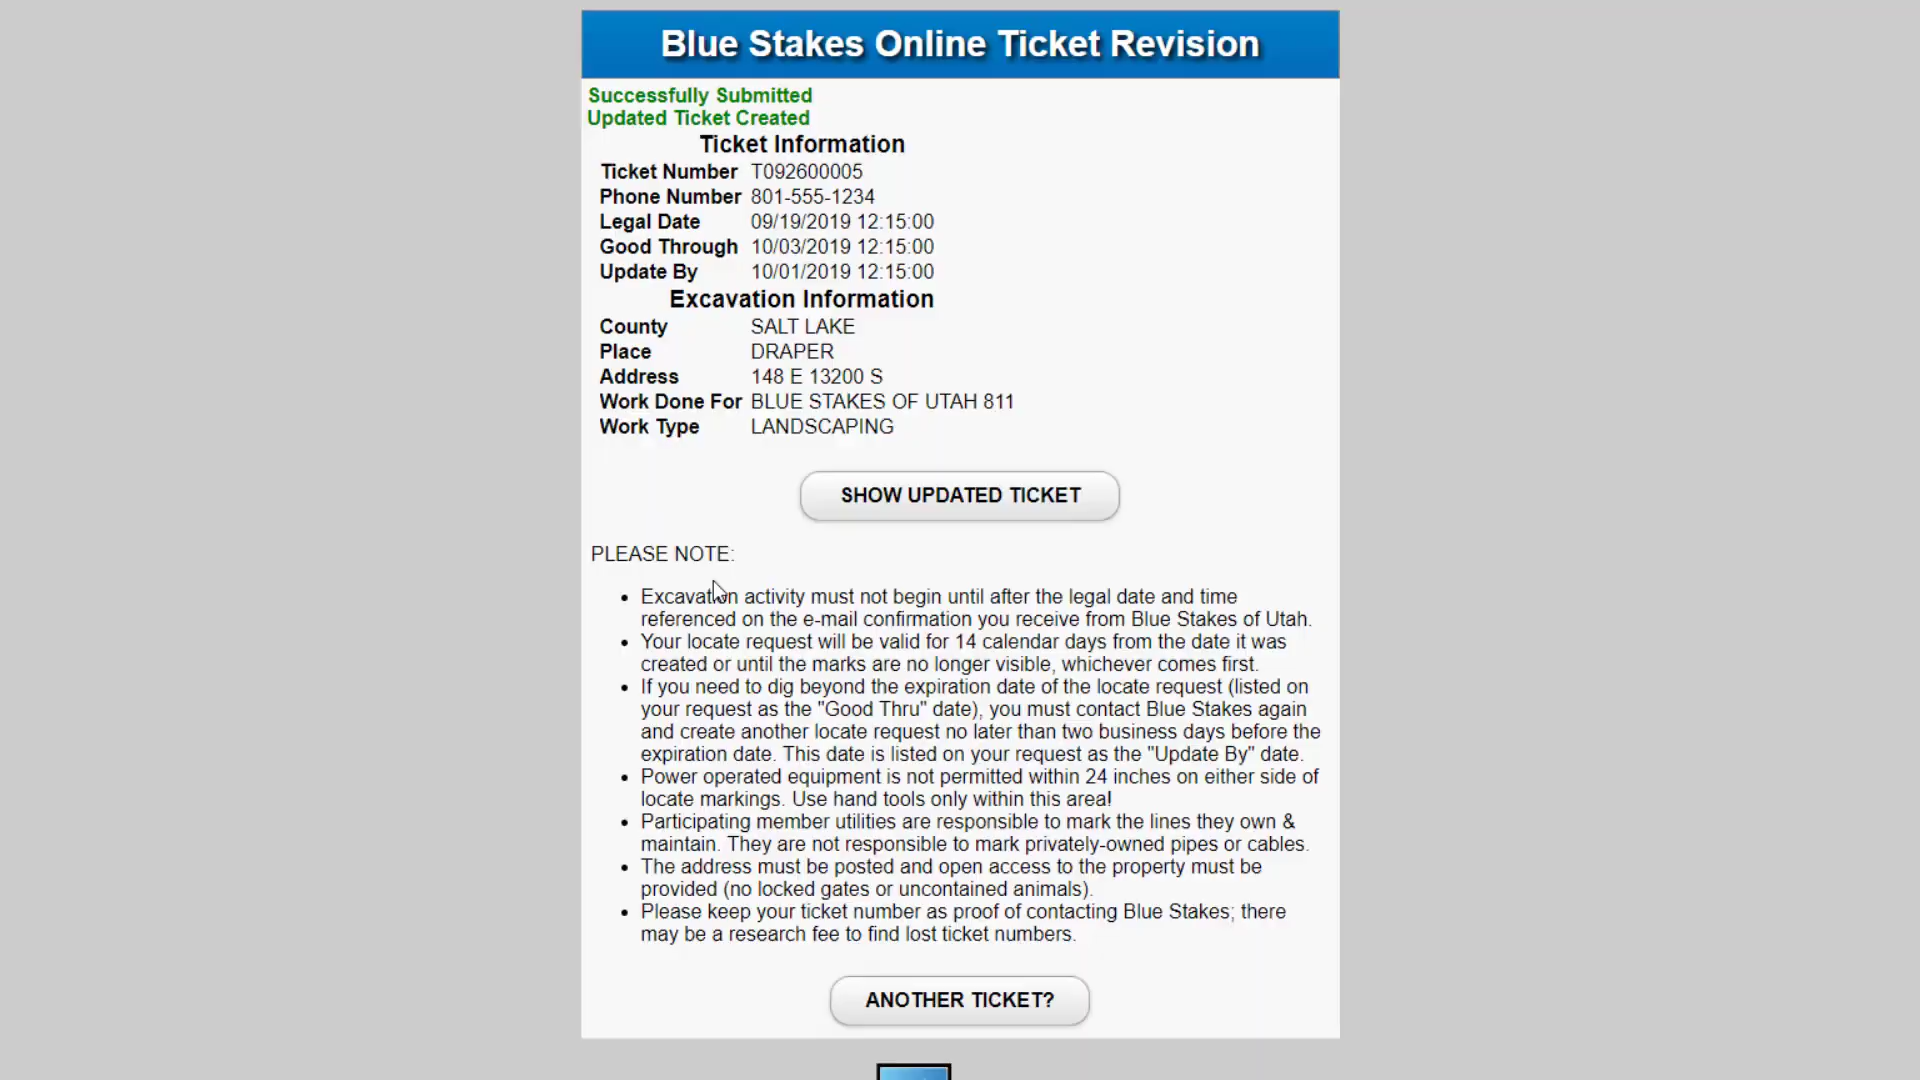 Blue Stakes Online Ticket Revision
Successfully Submitted
Updated Ticket Created
Ticket Information
Ticket Number T092600005
Phone Number 801-555-1234
Legal Date 09/19/2019 12:15:00
Good Through 10/03/2019 12:15:00
Update By 10/01/2019 12:15:00
Excavation Information
County SALT LAKE
Place DRAPER
Address 148 E 13200 S
Work Done For BLUE STAKES OF UTAH 811
Work Type LANDSCAPING
SHOW UPDATED TICKET
PLEASE NOTE:
• Excavation activity must not begin until after the legal date and time
referenced on the e-mail confirmation you receive from Blue Stakes of Utah.
• Your locate request will be valid for 14 calendar days from the date it was
created or until the marks are no longer visible, whichever comes first.
• If you need to dig beyond the expiration date of the locate request (listed on
your request as the "Good Thru" date), you must contact Blue Stakes again
and create another locate request no later than two business days before the
expiration date. This date is listed on your request as the "Update By" date.
• Power operated equipment is not permitted within 24 inches on either side of
locate markings. Use hand tools only within this area!
• Participating member utilities are responsible to mark the lines they own &
maintain. They are not responsible to mark privately-owned pipes or cables.
• The address must be posted and open access to the property must be
provided (no locked gates or uncontained animals).
• Please keep your ticket number as proof of contacting Blue Stakes; there
may be a research fee to find lost ticket numbers.
ANOTHER TICKET?